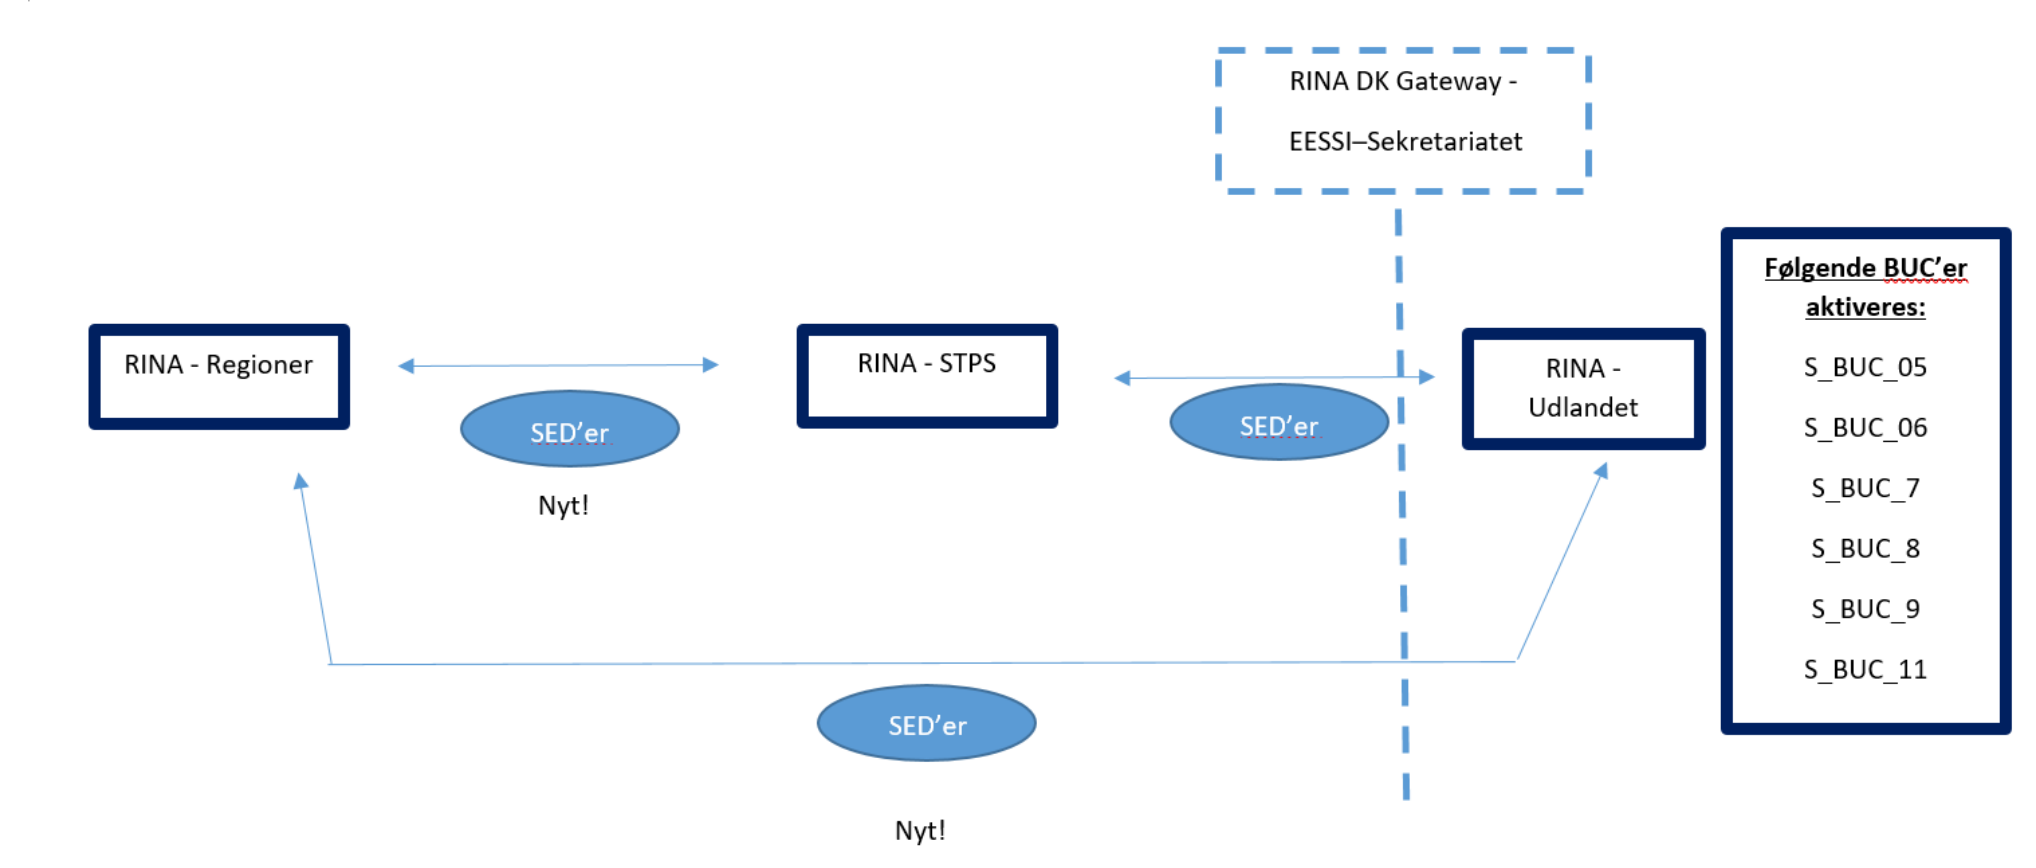 RINA DK Gateway -
EESSI–Sekretariatet
Følgende BUC’er
aktiveres:
S_BUC_05
S_BUC_06
S_BUC_7
S_BUC_8
S_BUC_9
S_BUC_11
RINA - Regioner
RINA - STPS
RINA -
Udlandet
SED’er
Nyt!
SED’er
SED’er
Nyt!